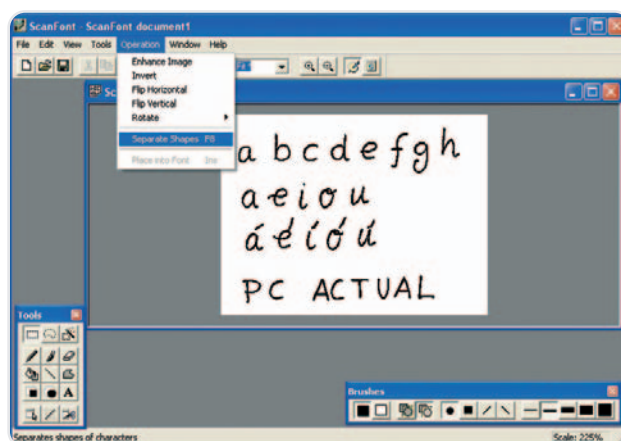 ScanFont - ScanFont document1
File Edit View Tools Operation Window Help
Enhance Image
Invert
Flip Horizontal
Flip Vertical
Rotate
Separate Shapes F8
Place into Font Ins
a b c d e f g h
a e i o u
á é í ó ú
PC ACTUAL
Tools
A
Brushes
Separates shapes of characters
Scale: 225%